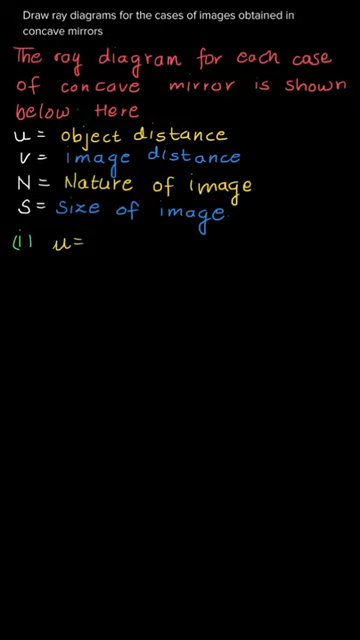 Draw ray diagrams for the cases of images obtained in
concave mirrors
The ray diagram for each case
of concave mirror is shown
below. Here
u = object distance
v = image distance
N = Nature of image
S = Size of image.
(i) u=